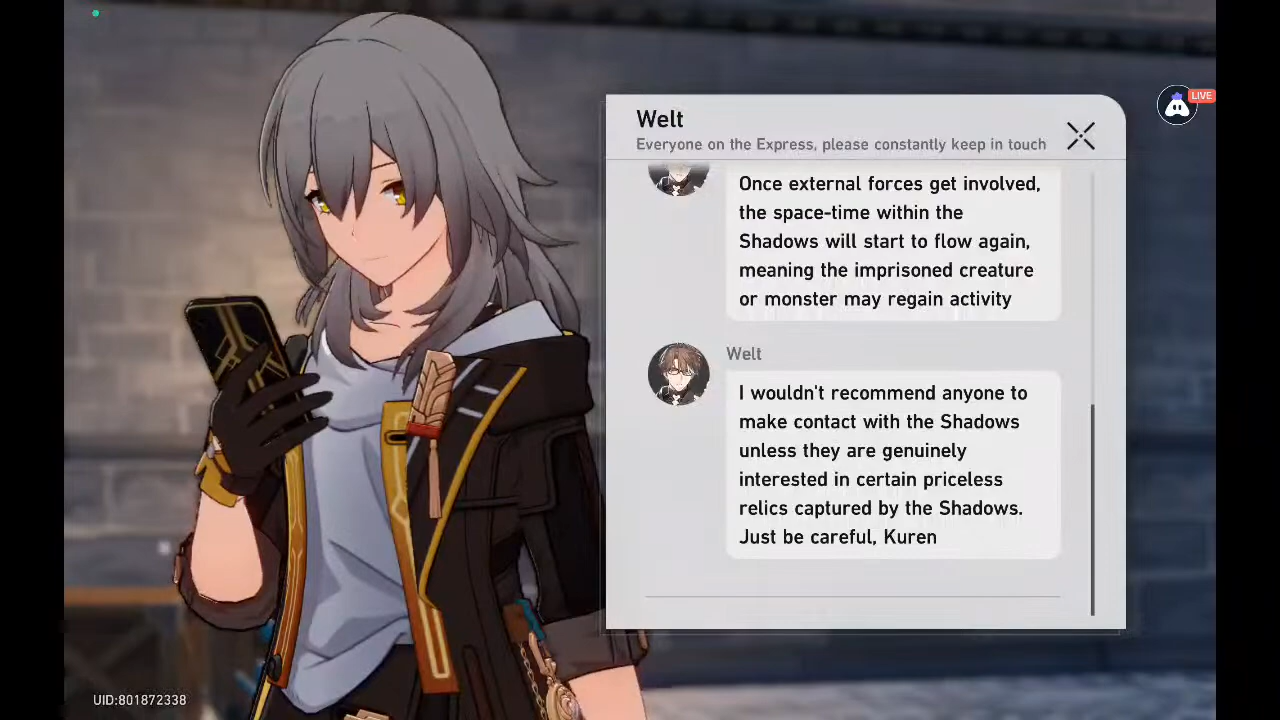 LIVE
Welt
Everyone on the Express, please constantly keep in touch
Once external forces get involved,
the space-time within the
Shadows will start to flow again,
meaning the imprisoned creature
or monster may regain activity
Welt
I wouldn't recommend anyone to
make contact with the Shadows
unless they are genuinely
interested in certain priceless
relics captured by the Shadows.
Just be careful, Kuren
UID:801872338